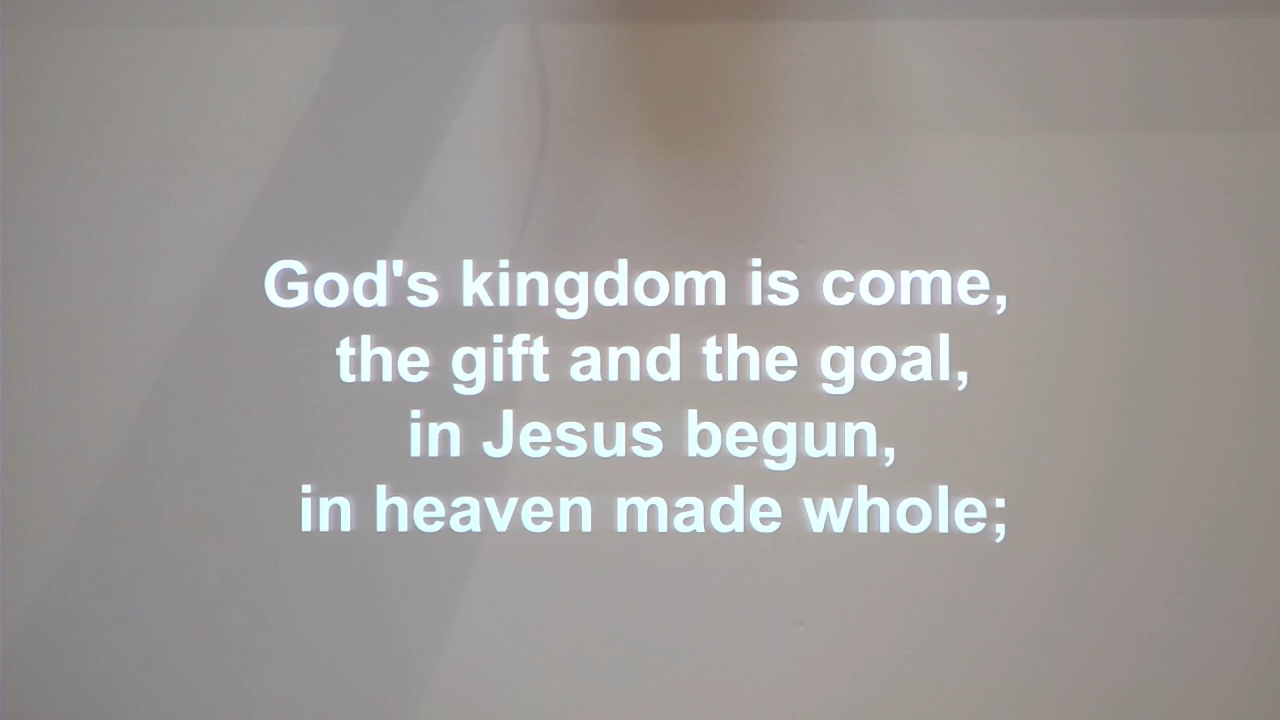 God's kingdom is come,
the gift and the goal,
in Jesus begun,
in heaven made whole;